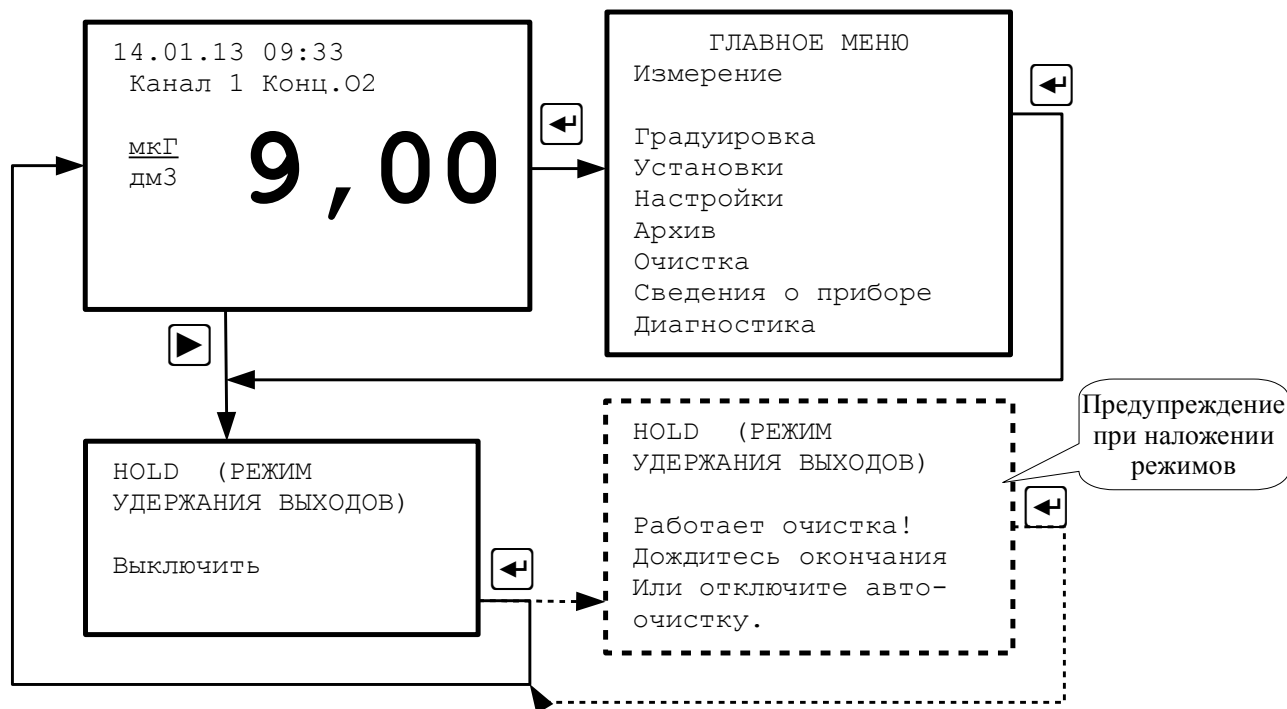 14.01.13 09:33
Канал 1 Конц.O2
мкГ
дм3
9,00
ГЛАВНОЕ МЕНЮ
Измерение
Градуировка
Установки
Настройки
Архив
Очистка
Сведения о приборе
Диагностика
HOLD (РЕЖИМ
УДЕРЖАНИЯ ВЫХОДОВ)
Выключить
HOLD (РЕЖИМ
УДЕРЖАНИЯ ВЫХОДОВ)
Работает очистка!
Дождитесь окончания
Или отключите авто-
очистку.
Предупреждение
при наложении
режимов